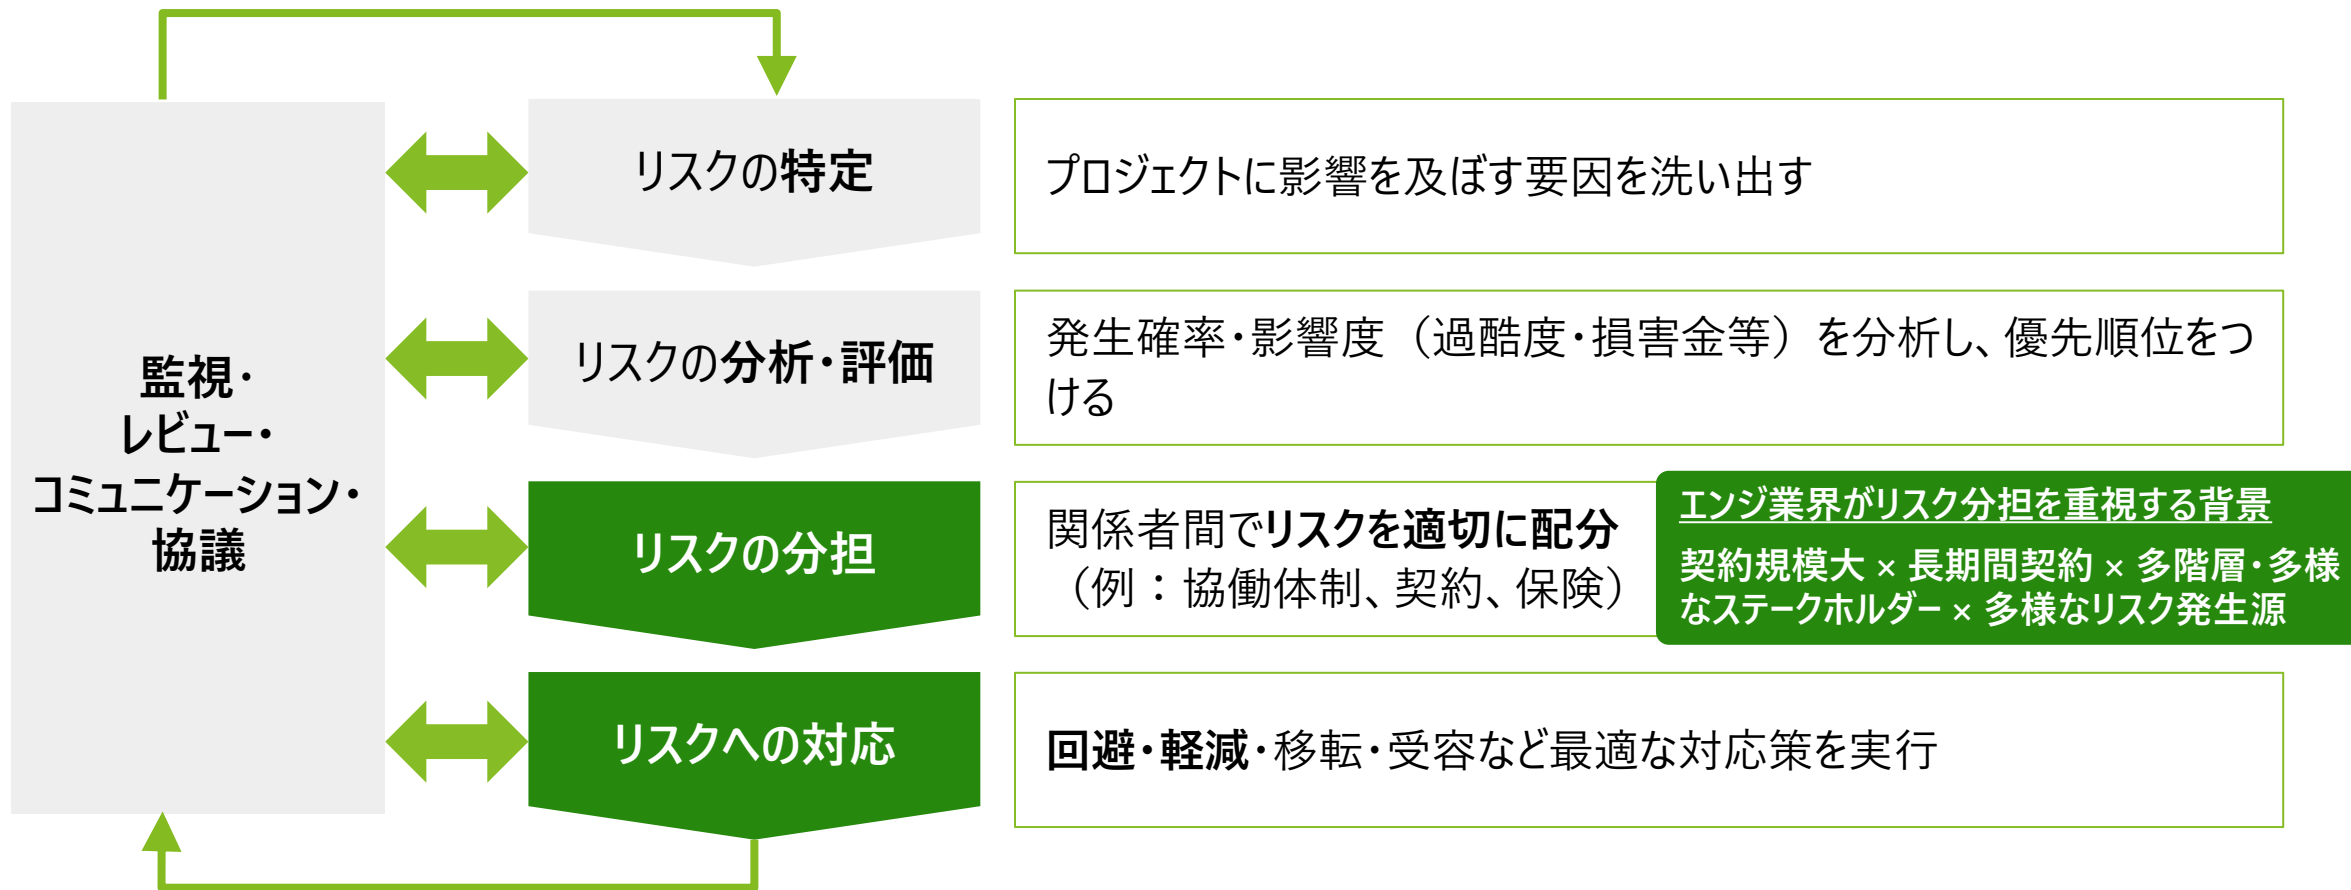 監視・
レビュー・
コミュニケーション・
協議
リスクの特定
プロジェクトに影響を及ぼす要因を洗い出す
リスクの分析・評価
発生確率・影響度（過酷度・損害金等）を分析し、優先順位をつ
ける
リスクの分担
関係者間でリスクを適切に配分
（例：協働体制、契約、保険）
エンジ業界がリスク分担を重視する背景
契約規模大 × 長期間契約 × 多階層・多様
なステークホルダー × 多様なリスク発生源
リスクへの対応
回避・軽減・移転・受容など最適な対応策を実行